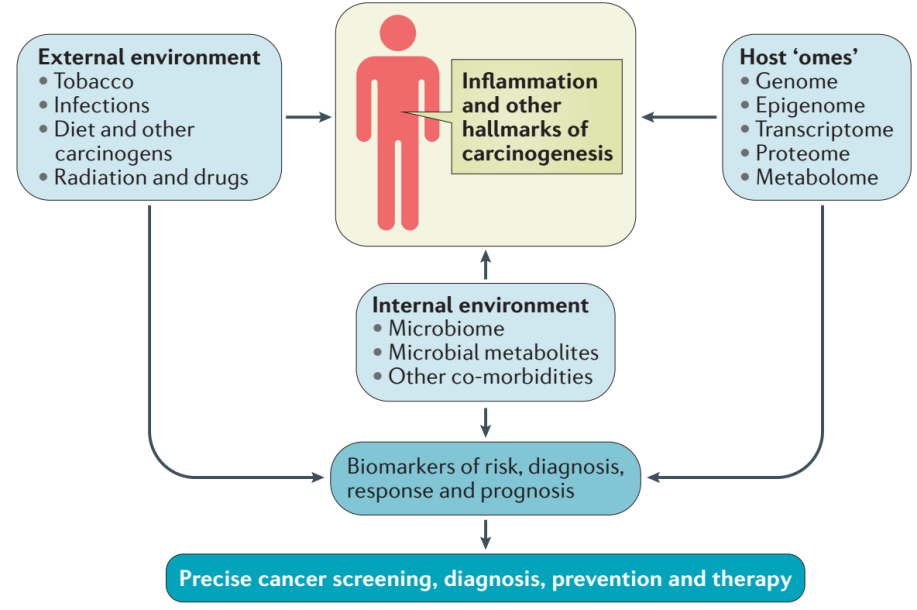 External environment
• Tobacco
• Infections
• Diet and other
carcinogens
• Radiation and drugs
Inflammation
and other
hallmarks of
carcinogenesis
Host ‘omes’
• Genome
• Epigenome
• Transcriptome
• Proteome
• Metabolome
Internal environment
• Microbiome
• Microbial metabolites
• Other co-morbidities
Biomarkers of risk, diagnosis,
response and prognosis
Precise cancer screening, diagnosis, prevention and therapy